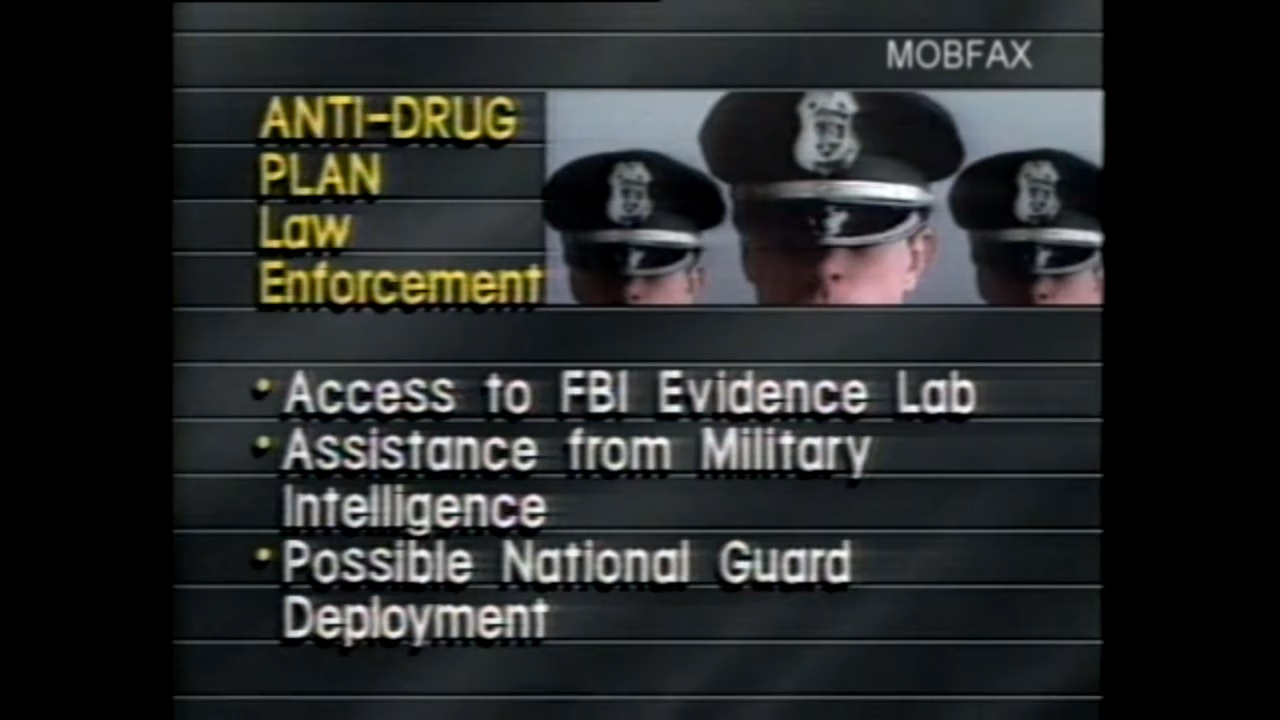 MOBFAX
ANTI-DRUG
PLAN
Law
Enforcement
• Access to FBI Evidence Lab
• Assistance from Military
Intelligence
• Possible National Guard
Deployment